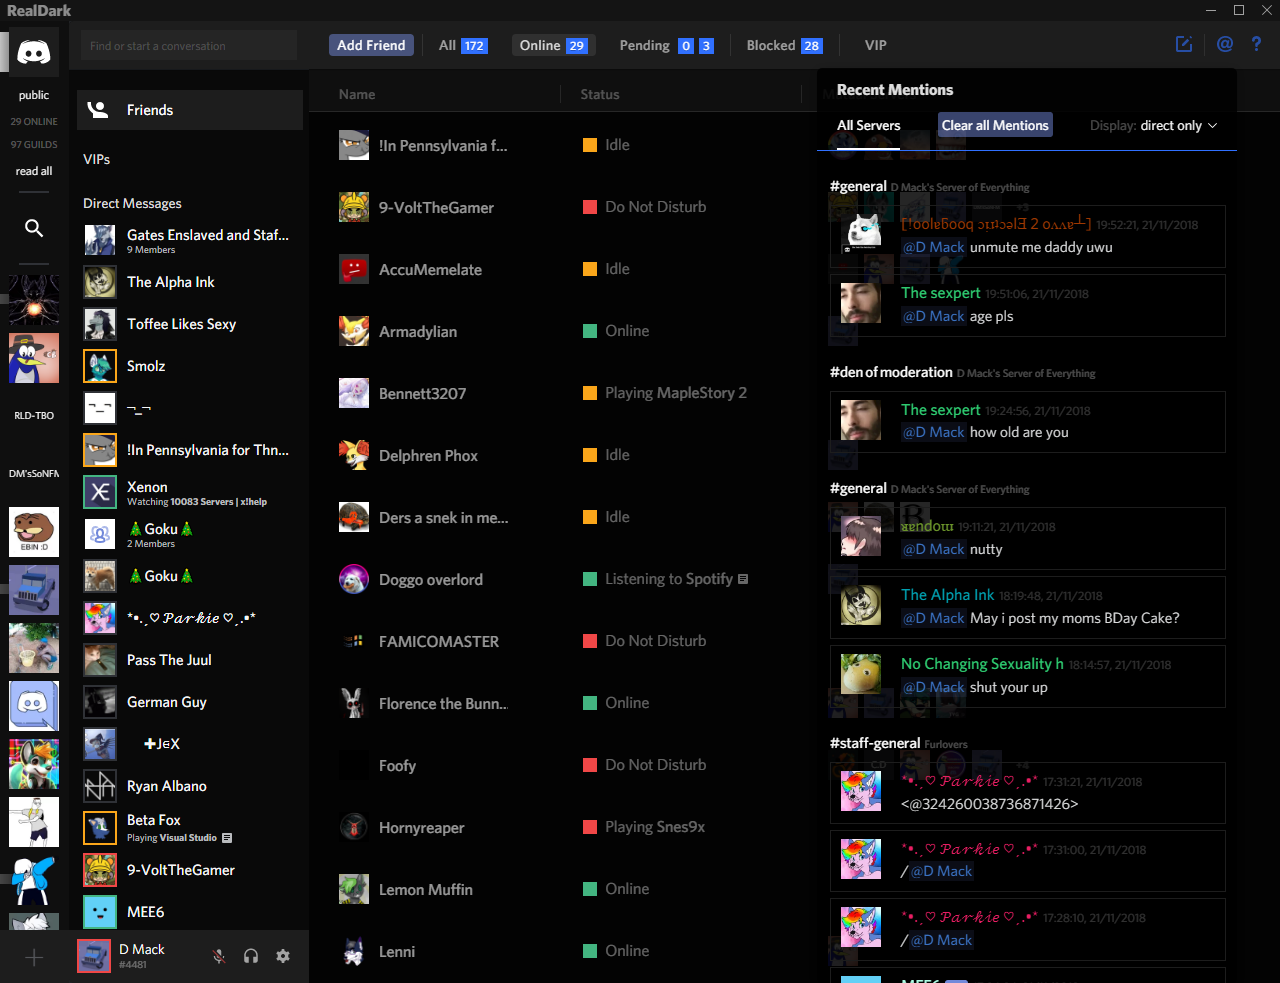 RealDark
public
29 ONLINE
97 GUILDS
read all
RLD-TBO
DM'sSoNFM
EBIN :D
Find or start a conversation
Friends
VIPs
Direct Messages
Gates Enslaved and Staf...
9 Members
The Alpha Ink
Toffee Likes Sexy
Smolz
¬_¬
!In Pennsylvania for Thn...
Xenon
Watching 10083 Servers | x!help
🎄Goku🎄
2 Members
🎄Goku🎄
*•.¸♡ 𝓟𝓪𝓻𝓴𝓲𝓮 ♡¸.•*
Pass The Juul
German Guy
✚J∈X
Ryan Albano
Beta Fox
Playing Visual Studio
9-VoltTheGamer
MEE6
D Mack
#4481
Add Friend All 172 Online 29 Pending 0 3 Blocked 28 VIP
Name Status
!In Pennsylvania f... Idle
9-VoltTheGamer Do Not Disturb
AccuMemelate Idle
Armadylian Online
Bennett3207 Playing MapleStory 2
Delphren Phox Idle
Ders a snek in me... Idle
Doggo overlord Listening to Spotify
FAMICOMASTER Do Not Disturb
Florence the Bunn... Online
Foofy Do Not Disturb
Hornyreaper Playing Snes9x
Lemon Muffin Online
Lenni Online
Recent Mentions
All Servers Clear all Mentions Display: direct only
#general D Mack's Server of Everything
19:52:21, 21/11/2018
@D Mack unmute me daddy uwu
The sexpert 19:51:06, 21/11/2018
@D Mack age pls
#den of moderation D Mack's Server of Everything
The sexpert 19:24:56, 21/11/2018
@D Mack how old are you
#general D Mack's Server of Everything
ʁɐndoɯ 19:11:21, 21/11/2018
@D Mack nutty
The Alpha Ink 18:19:48, 21/11/2018
@D Mack May i post my moms BDay Cake?
No Changing Sexuality h 18:14:57, 21/11/2018
@D Mack shut your up
#staff-general Furlovers
*•.¸♡ 𝓟𝓪𝓻𝓴𝓲𝓮 ♡¸.•* 17:31:21, 21/11/2018
<@324260038736871426>
*•.¸♡ 𝓟𝓪𝓻𝓴𝓲𝓮 ♡¸.•* 17:31:00, 21/11/2018
/ @D Mack
*•.¸♡ 𝓟𝓪𝓻𝓴𝓲𝓮 ♡¸.•* 17:28:10, 21/11/2018
/ @D Mack
MEE6